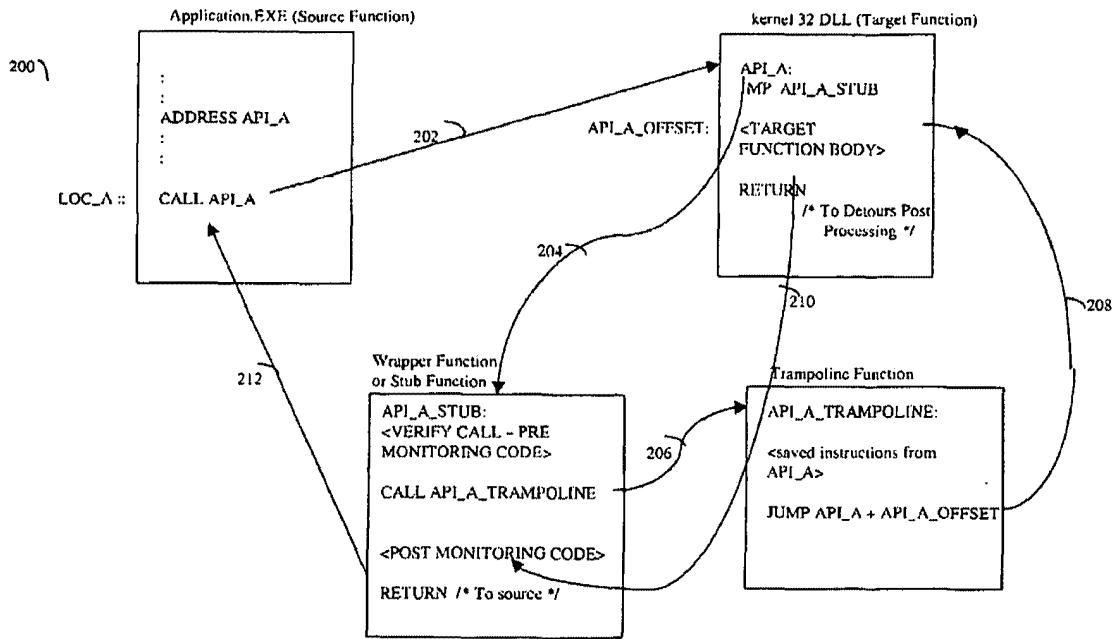 Application.EXE (Source Function)
200
:
:
ADDRESS API_A
:
:
LOC_A :: CALL API_A
202
kernel 32 DLL (Target Function)
API_A:
MP API_A_STUB
API_A_OFFSET: <TARGET
FUNCTION BODY>
RETURN
/* To Detours Post
Processing */
204
210
208
212
Wrapper Function
or Stub Function
API_A_STUB:
<VERIFY CALL – PRE
MONITORING CODE>
CALL API_A_TRAMPOLINE
<POST MONITORING CODE>
RETURN /* To source */
206
Trampoline Function
API_A_TRAMPOLINE:
<saved instructions from
API_A>
JUMP API_A + API_A_OFFSET